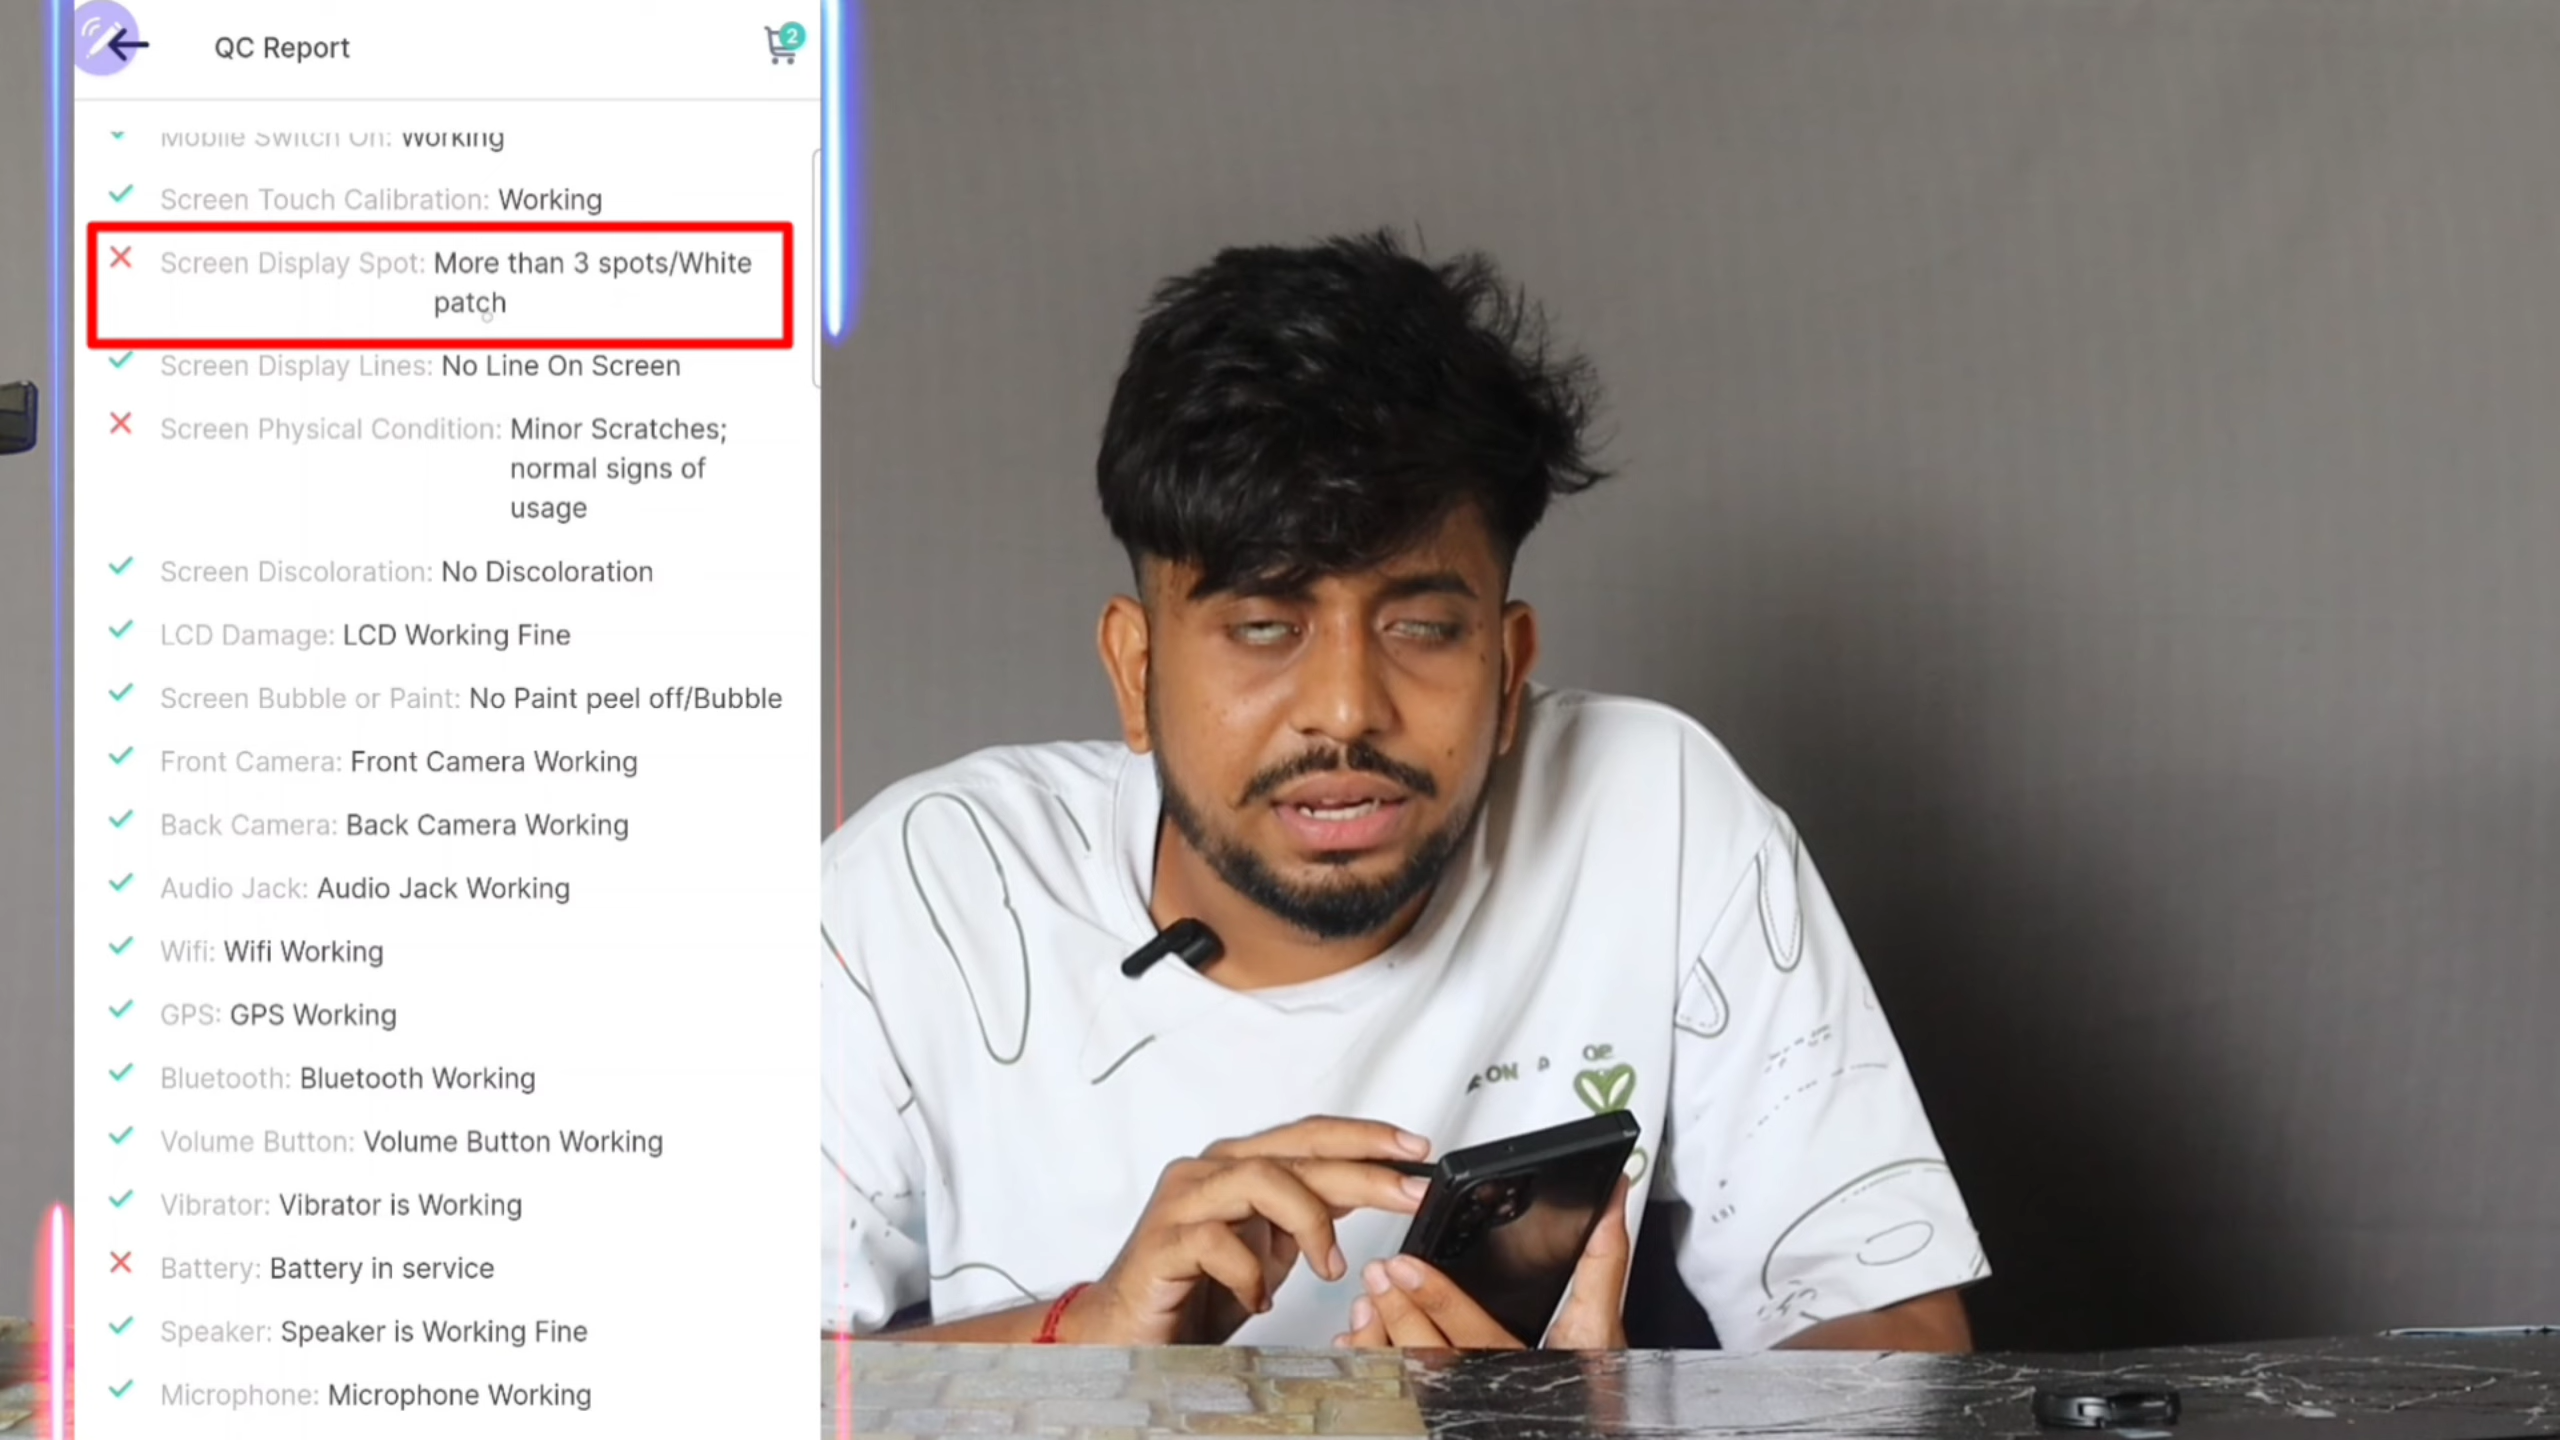 QC Report
2
Mobile Switch On: Working
Screen Touch Calibration: Working
Screen Display Spot: More than 3 spots/White
patch
Screen Display Lines: No Line On Screen
Screen Physical Condition: Minor Scratches;
normal signs of
usage
Screen Discoloration: No Discoloration
LCD Damage: LCD Working Fine
Screen Bubble or Paint: No Paint peel off/Bubble
Front Camera: Front Camera Working
Back Camera: Back Camera Working
Audio Jack: Audio Jack Working
Wifi: Wifi Working
GPS: GPS Working
Bluetooth: Bluetooth Working
Volume Button: Volume Button Working
Vibrator: Vibrator is Working
Battery: Battery in service
Speaker: Speaker is Working Fine
Microphone: Microphone Working